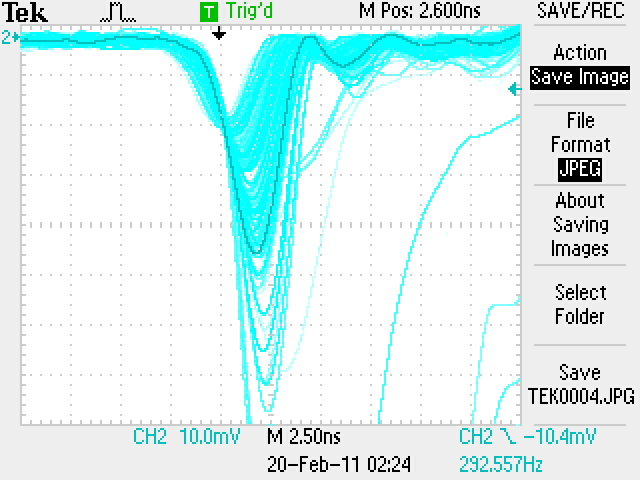 Tek T Trig'd M Pos: 2.600ns SAVE/REC
2
Action
Save Image
File
Format
JPEG
About
Saving
Images
Select
Folder
Save
TEK0004.JPG
CH2 10.0mV M 2.50ns CH2 -10.4mV
20-Feb-11 02:24 292.557Hz